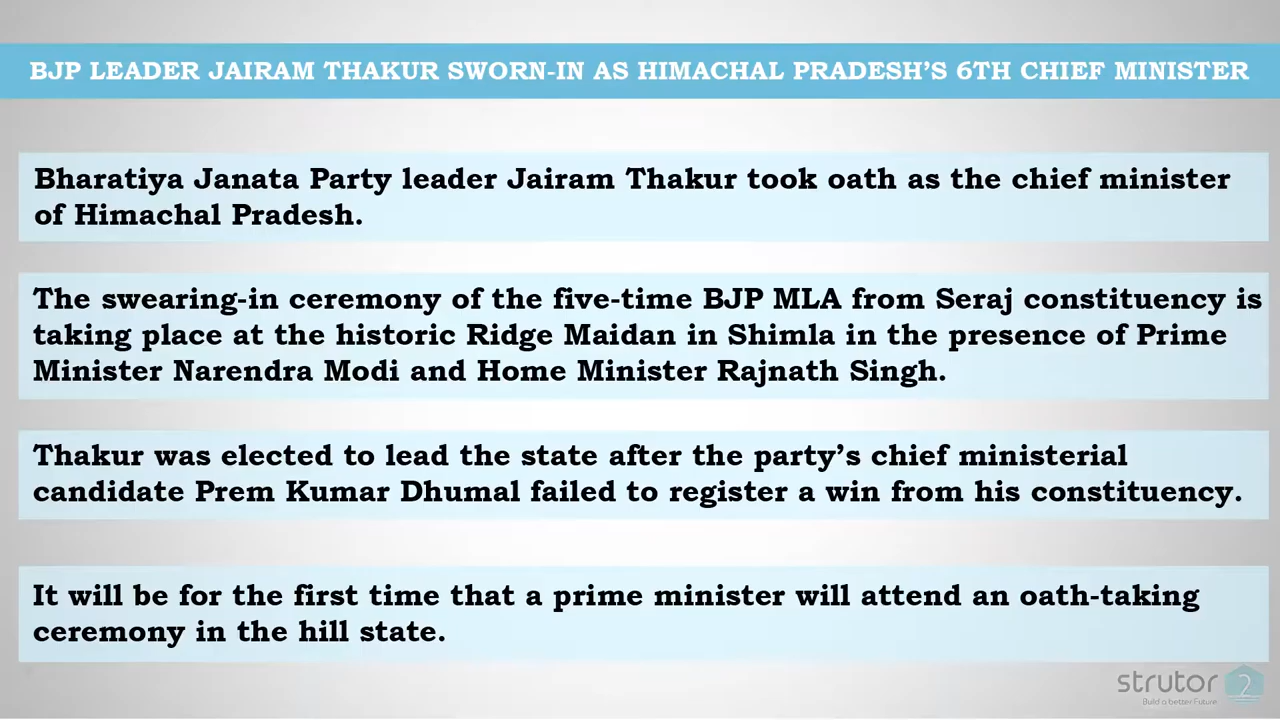 BJP LEADER JAIRAM THAKUR SWORN-IN AS HIMACHAL PRADESH'S 6TH CHIEF MINISTER
Bharatiya Janata Party leader Jairam Thakur took oath as the chief minister
of Himachal Pradesh.
The swearing-in ceremony of the five-time BJP MLA from Seraj constituency is
taking place at the historic Ridge Maidan in Shimla in the presence of Prime
Minister Narendra Modi and Home Minister Rajnath Singh.
Thakur was elected to lead the state after the party's chief ministerial
candidate Prem Kumar Dhumal failed to register a win from his constituency.
It will be for the first time that a prime minister will attend an oath-taking
ceremony in the hill state.
strutor 2
Build a better Future